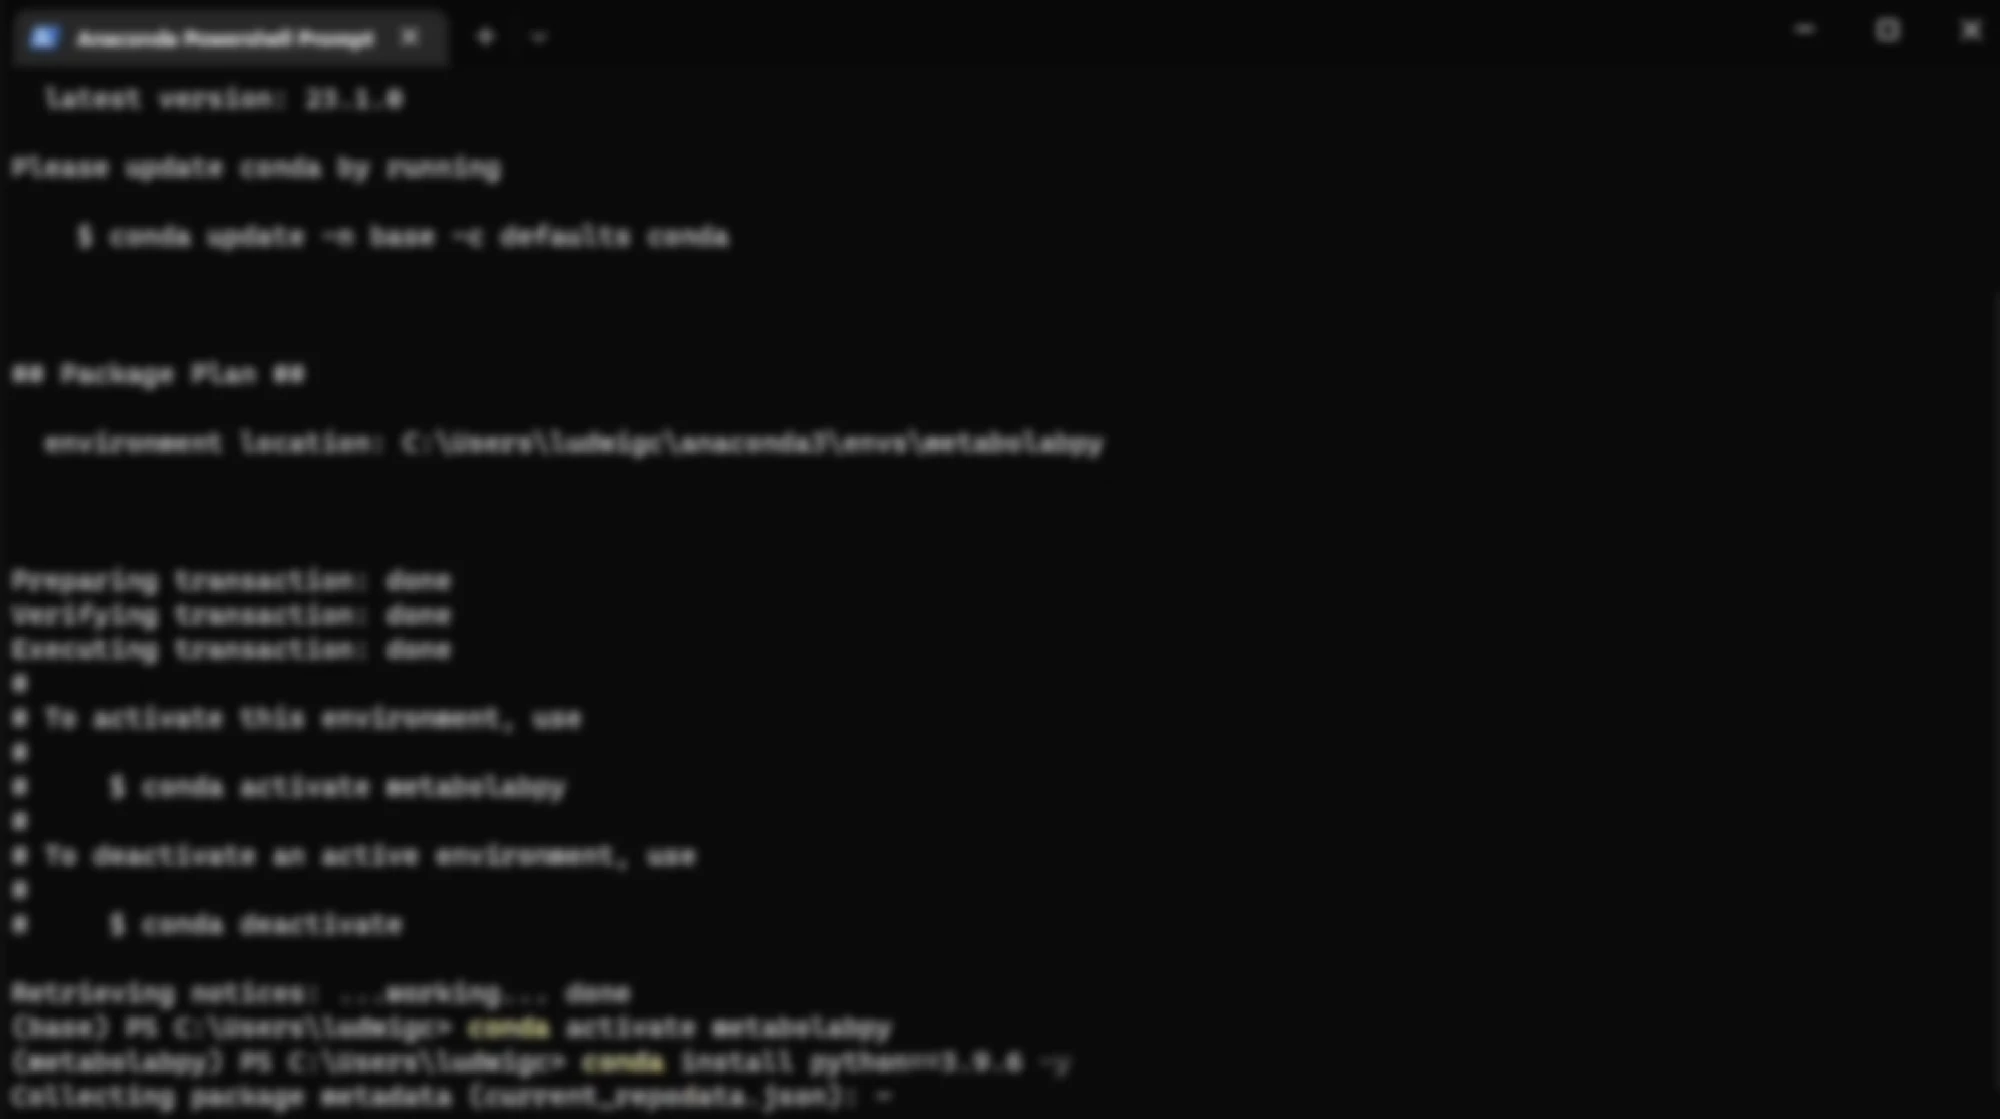 Anaconda Powershell Prompt
latest version: 23.1.0
Please update conda by running
$ conda update -n base -c defaults conda
## Package Plan ##
environment location: C:\Users\ludwigc\anaconda3\envs\metabolabpy
Preparing transaction: done
Verifying transaction: done
Executing transaction: done
#
# To activate this environment, use
#
#     $ conda activate metabolabpy
#
# To deactivate an active environment, use
#
#     $ conda deactivate
Retrieving notices: ...working... done
(base) PS C:\Users\ludwigc> conda activate metabolabpy
(metabolabpy) PS C:\Users\ludwigc> conda install python==3.9.6 -y
Collecting package metadata (current_repodata.json): -